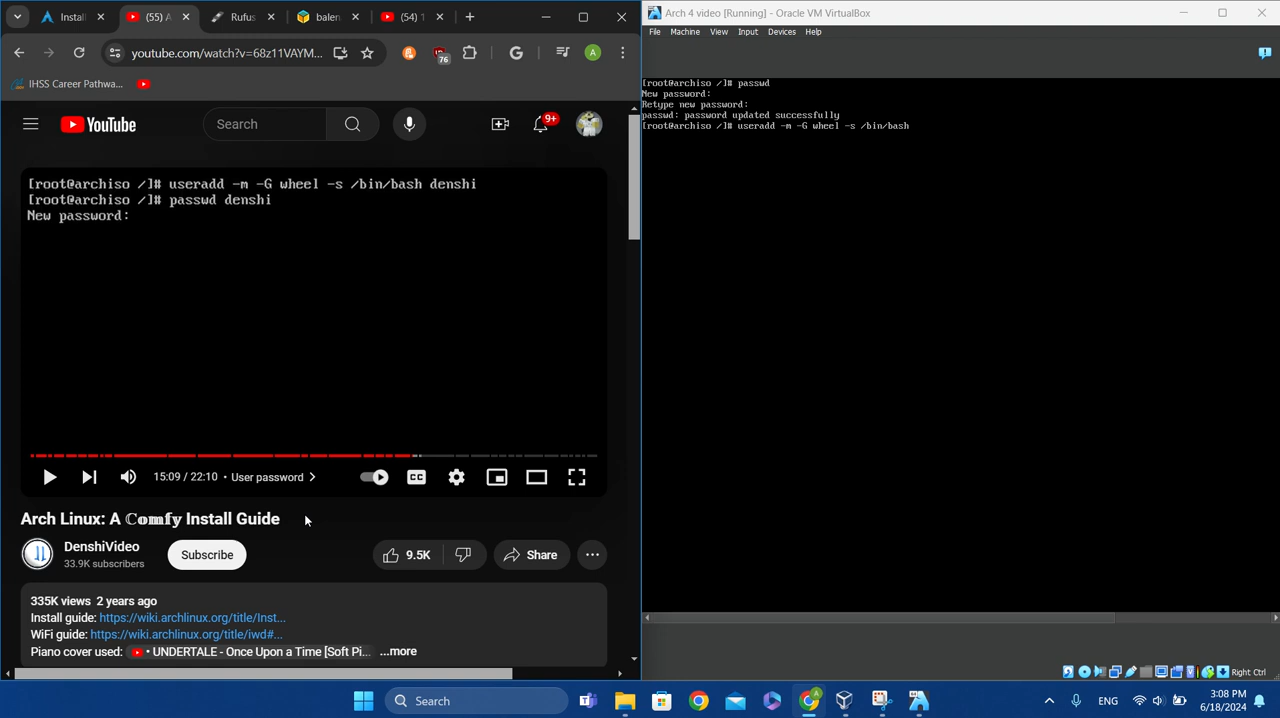 Install
(55) A
Rufus
balen
(54) 1
youtube.com/watch?v=68z11VAYM...
76
A
IHSS Career Pathwa...
YouTube
Search
9+
[root@archiso /]# useradd -m -G wheel -s /bin/bash denshi
[root@archiso /]# passwd denshi
New password:
15:09 / 22:10 • User password
CC
Arch Linux: A ℂ𝕠𝕞𝕗𝕪 Install Guide
DenshiVideo
33.9K subscribers
Subscribe
9.5K
Share
335K views 2 years ago
Install guide: https://wiki.archlinux.org/title/Inst...
WiFi guide: https://wiki.archlinux.org/title/iwd#...
Piano cover used: • UNDERTALE - Once Upon a Time [Soft Pi... ...more
Arch 4 video [Running] - Oracle VM VirtualBox
File Machine View Input Devices Help
[root@archiso /]# passwd
New password:
Retype new password:
passwd: password updated successfully
[root@archiso /]# useradd -m -G wheel -s /bin/bash
Right Ctrl
Search
ENG
3:08 PM
6/18/2024